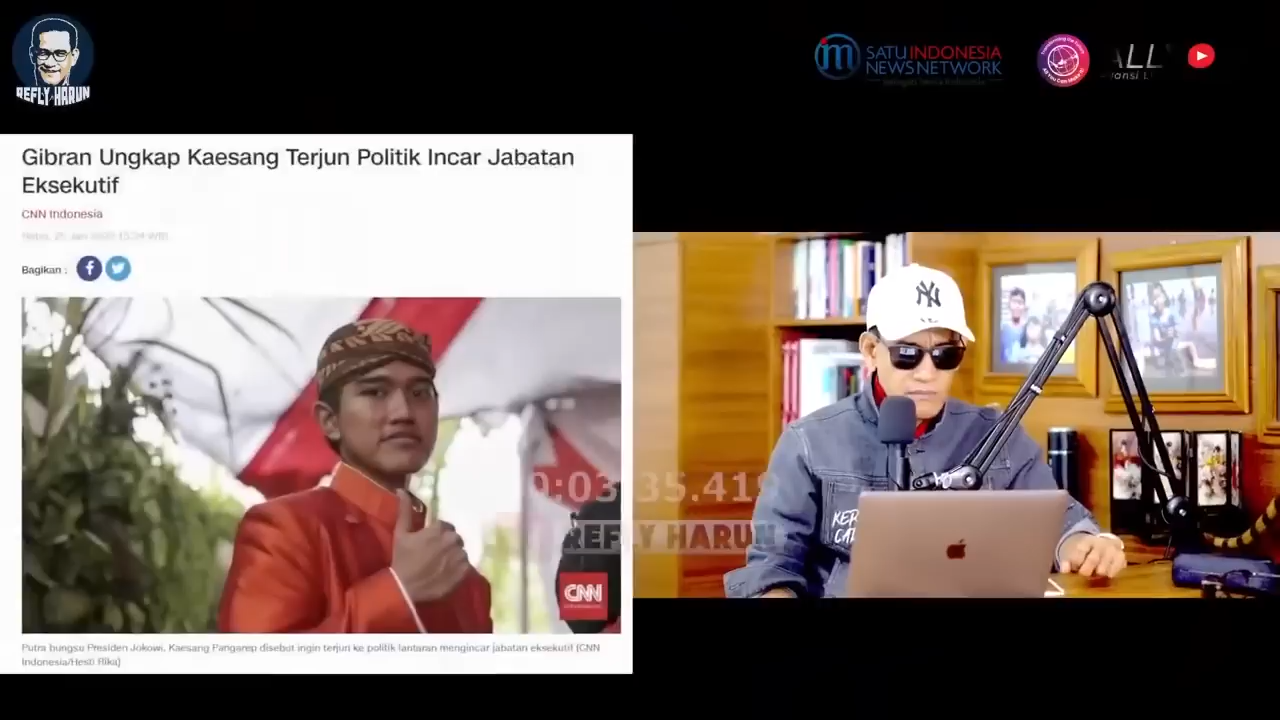 REFLY HARUN
SATU INDONESIA
NEWS NETWORK
Gibran Ungkap Kaesang Terjun Politik Incar Jabatan
Eksekutif
CNN Indonesia
Bagikan :
CNN
Putra bungsu Presiden Jokowi, Kaesang Pangarep disebut ingin terjun ke politik lantaran mengincar jabatan eksekutif (CNN
Indonesia/Hesti Rika)
NY
35.41
REFLY HARUN